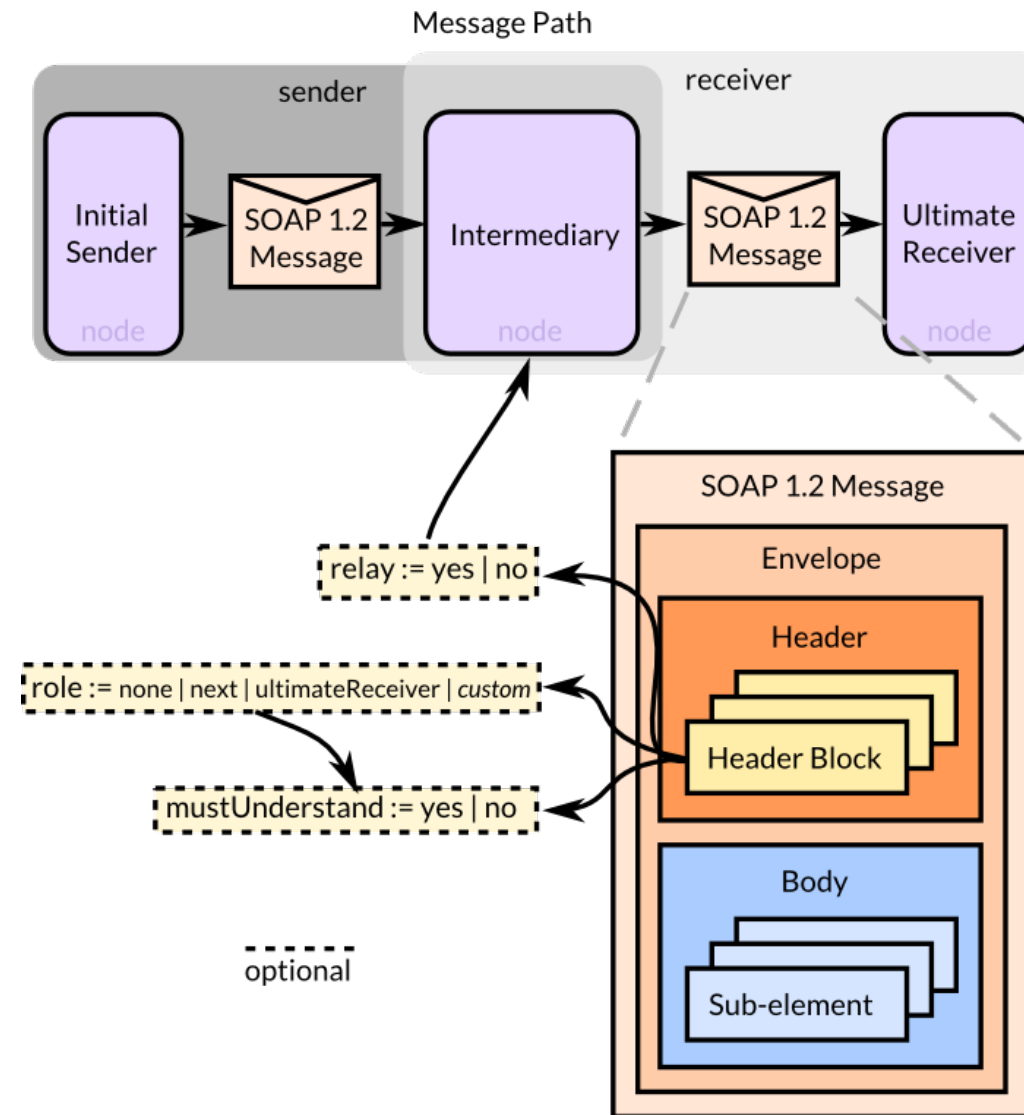 Message Path
sender
receiver
Initial
Sender
node
SOAP 1.2
Message
Intermediary
node
SOAP 1.2
Message
Ultimate
Receiver
node
SOAP 1.2 Message
Envelope
relay := yes | no
Header
role := none | next | ultimateReceiver | custom
Header Block
mustUnderstand := yes | no
Body
optional
Sub-element